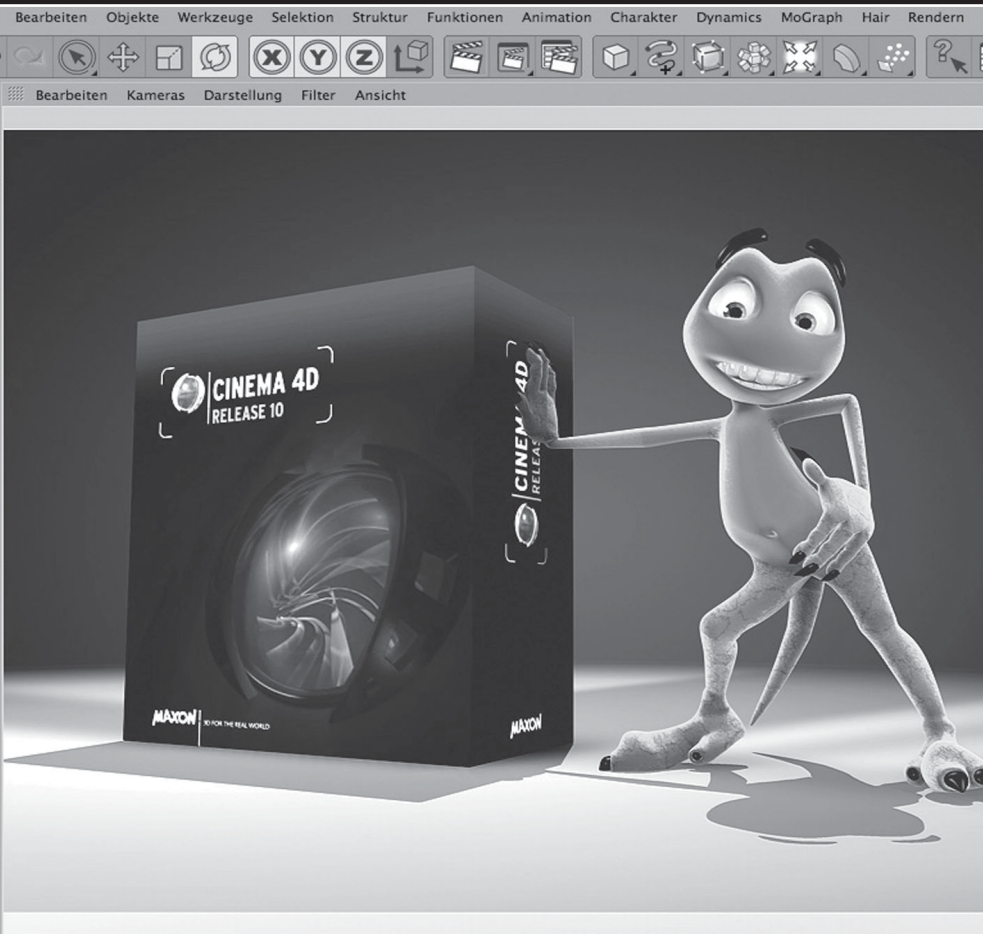 Bearbeiten Objekte Werkzeuge Selektion Struktur Funktionen Animation Charakter Dynamics MoGraph Hair Rendern
X Y Z
?
Bearbeiten Kameras Darstellung Filter Ansicht
CINEMA 4D
RELEASE 10
MAXON
3D FOR THE REAL WORLD
CINEMA 4D
RELEAS
MAXON